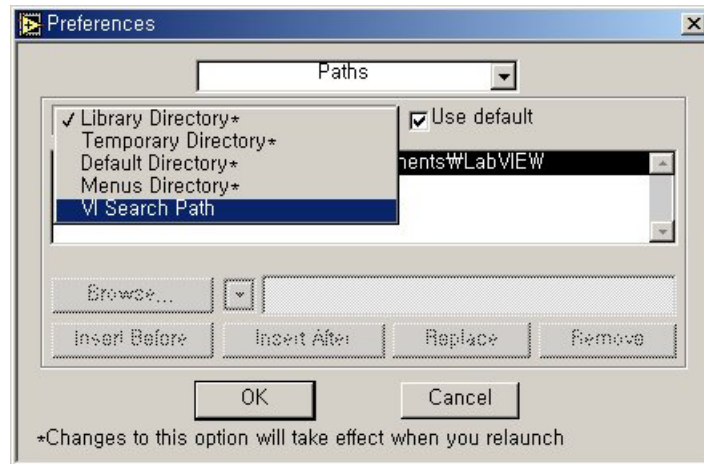 Preferences
Paths
✓ Library Directory*
Temporary Directory*
Default Directory*
Menus Directory*
VI Search Path
Use default
nents₩LabVIEW
Browse...
Insert Before
Insert After
Replace
Remove
OK
Cancel
*Changes to this option will take effect when you relaunch